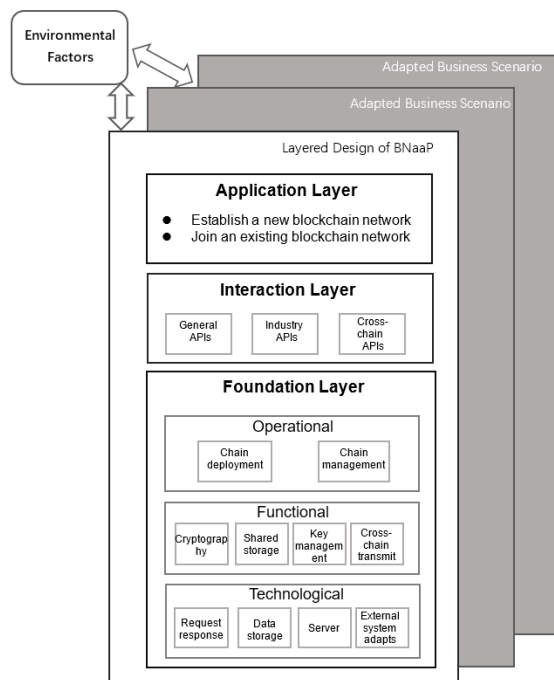 Environmental
Factors
Adapted Business Scenario
Adapted Business Scenario
Layered Design of BNaaP
Application Layer
● Establish a new blockchain network
● Join an existing blockchain network
Interaction Layer
General
APIs
Industry
APIs
Cross-
chain
APIs
Foundation Layer
Operational
Chain
deployment
Chain
management
Functional
Cryptograp
hy
Shared
storage
Key
managem
ent
Cross-
chain
transmit
Technological
Request
response
Data
storage
Server
External
system
adapts